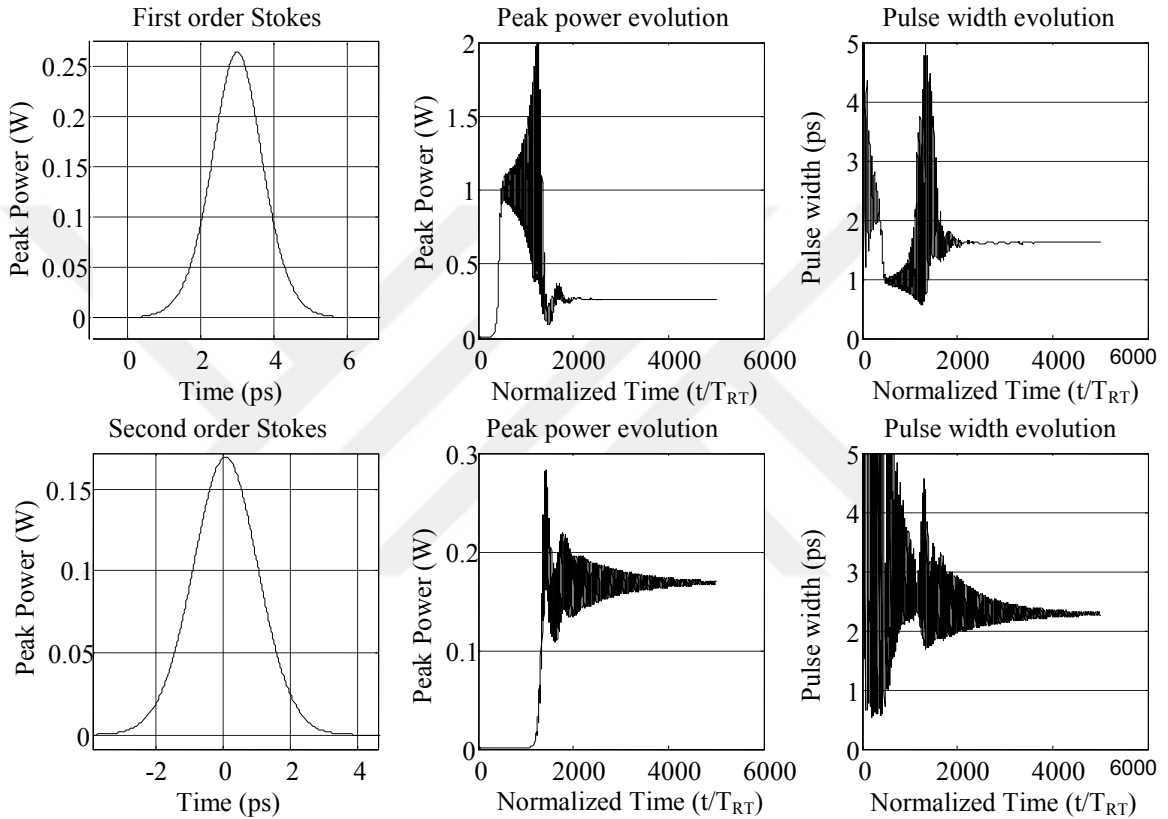 First order Stokes
Peak power evolution
Pulse width evolution
Peak Power (W)
0.25
0.2
0.15
0.1
0.05
0
0 2 4 6
Time (ps)
Peak Power (W)
2
1.5
1
0.5
0
0 2000 4000 6000
Normalized Time (t/T_RT)
Pulse width (ps)
5
4
3
2
1
0
0 2000 4000 6000
Normalized Time (t/T_RT)
Second order Stokes
Peak power evolution
Pulse width evolution
Peak Power (W)
0.15
0.1
0.05
0
-2 0 2 4
Time (ps)
Peak Power (W)
0.3
0.2
0.1
0
0 2000 4000 6000
Normalized Time (t/T_RT)
Pulse width (ps)
5
4
3
2
1
0
0 2000 4000 6000
Normalized Time (t/T_RT)